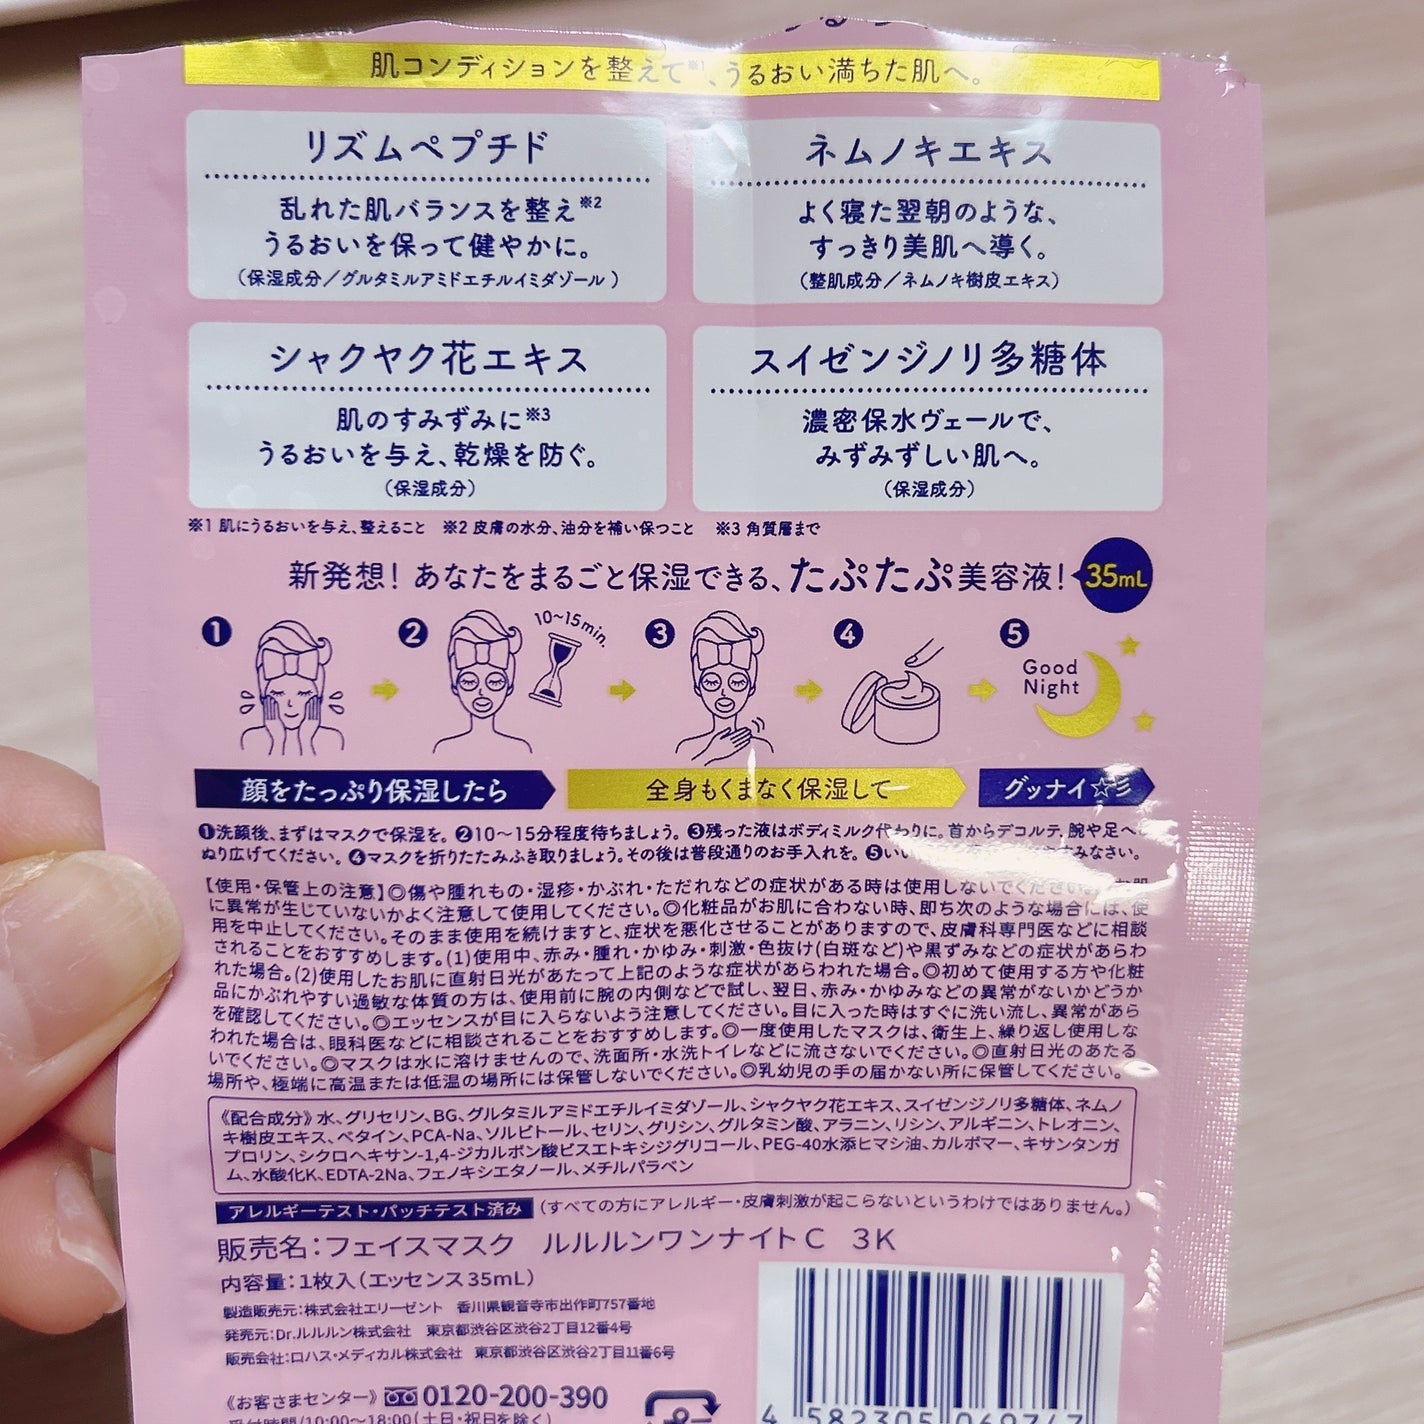 肌コンディションを整えて※1、うるおい満ちた肌へ。
リズムペプチド
乱れた肌バランスを整え※2
うるおいを保って健やかに。
（保湿成分／グルタミルアミドエチルイミダゾール）
ネムノキエキス
よく寝た翌朝のような、
すっきり美肌へ導く。
（整肌成分／ネムノキ樹皮エキス）
シャクヤク花エキス
肌のすみずみに※3
うるおいを与え、乾燥を防ぐ。
（保湿成分）
スイゼンジノリ多糖体
濃密保水ヴェールで、
みずみずしい肌へ。
（保湿成分）
※1 肌にうるおいを与え、整えること ※2 皮膚の水分、油分を補い保つこと ※3 角質層まで
新発想！あなたをまるごと保湿できる、たぷたぷ美容液！ 35mL
1 2 10~15min. 3 4 5 Good
Night
顔をたっぷり保湿したら 全身もくまなく保湿して グッナイ☆彡
❶洗顔後、まずはマスクで保湿を。❷10〜15分程度待ちましょう。❸残った液はボディミルク代わりに。首からデコルテ、腕や足へ
ぬり広げてください。❹マスクを折りたたみふき取りましょう。その後は普段通りのお手入れを。❺いい みなさい。
【使用・保管上の注意】◎傷や腫れもの・湿疹・かぶれ・ただれなどの症状がある時は使用しないでください。
に異常が生じていないかよく注意して使用してください。◎化粧品がお肌に合わない時、即ち次のような場合には、使
用を中止してください。そのまま使用を続けますと、症状を悪化させることがありますので、皮膚科専門医などに相談
されることをおすすめします。(1)使用中、赤み・腫れ・かゆみ・刺激・色抜け(白斑など)や黒ずみなどの症状があらわ
れた場合。(2)使用したお肌に直射日光があたって上記のような症状があらわれた場合。◎初めて使用する方や化粧
品にかぶれやすい過敏な体質の方は、使用前に腕の内側などで試し、翌日、赤み・かゆみなどの異常がないかどうか
を確認してください。◎エッセンスが目に入らないよう注意してください。目に入った時はすぐに洗い流し、異常があら
われた場合は、眼科医などに相談されることをおすすめします。◎一度使用したマスクは、衛生上、繰り返し使用しな
いでください。◎マスクは水に溶けませんので、洗面所・水洗トイレなどに流さないでください。◎直射日光のあたる
場所や、極端に高温または低温の場所には保管しないでください。◎乳幼児の手の届かない所に保管してください。
《配合成分》水、グリセリン、BG、グルタミルアミドエチルイミダゾール、シャクヤク花エキス、スイゼンジノリ多糖体、ネムノ
キ樹皮エキス、ベタイン、PCA-Na、ソルビトール、セリン、グリシン、グルタミン酸、アラニン、リシン、アルギニン、トレオニン、
プロリン、シクロヘキサン-1,4-ジカルボン酸ビスエトキシジグリコール、PEG-40水添ヒマシ油、カルボマー、キサンタンガ
ム、水酸化K、EDTA-2Na、フェノキシエタノール、メチルパラベン
アレルギーテスト・パッチテスト済み （すべての方にアレルギー・皮膚刺激が起こらないというわけではありません。）
販売名：フェイスマスク ルルルンワンナイトC 3K
内容量：1枚入（エッセンス35mL）
製造販売元：株式会社エリーゼント 香川県観音寺市出作町757番地
発売元：Dr.ルルルン株式会社 東京都渋谷区渋谷2丁目12番4号
販売会社：ロハス・メディカル株式会社 東京都渋谷区渋谷2丁目11番6号
《お客さまセンター》 0120-200-390
受付時間/10:00〜18:00（土日・祝日を除く）
4 582305 069747